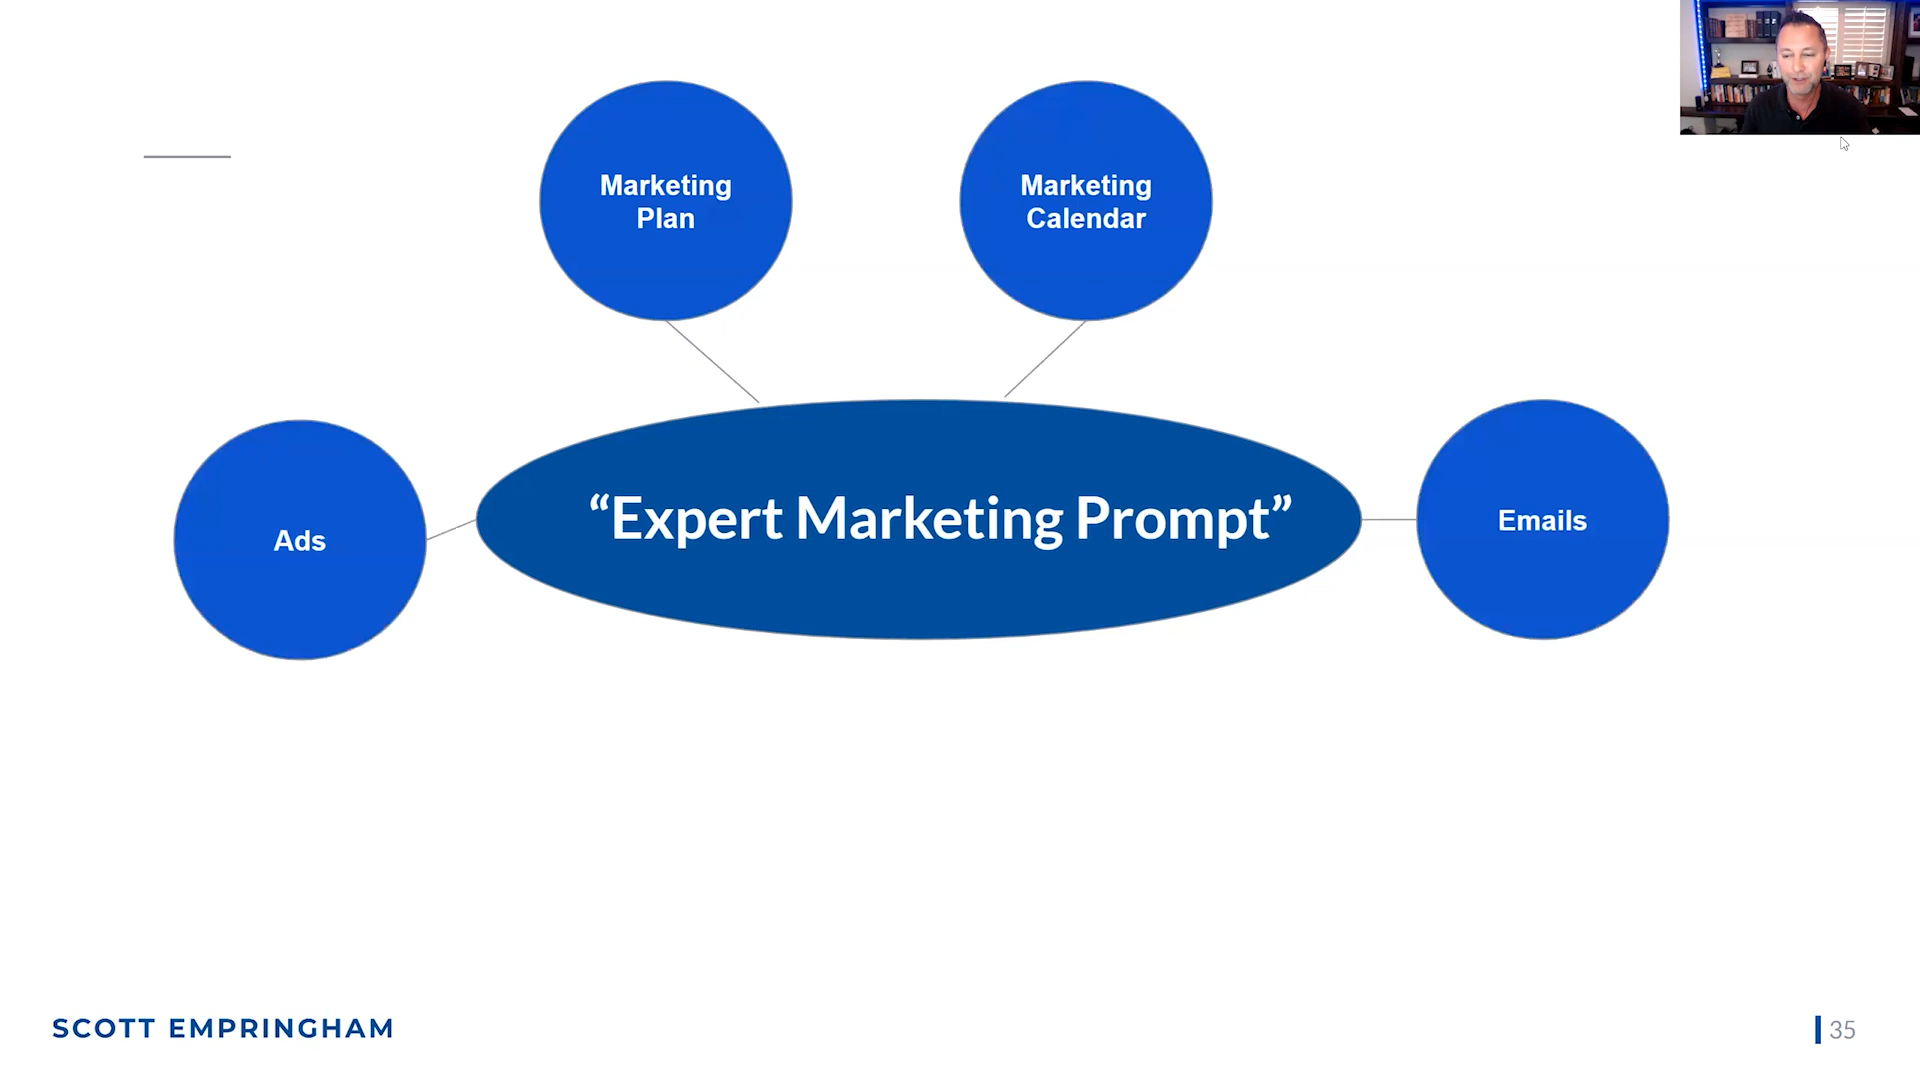 Marketing
Plan
Marketing
Calendar
Ads
“Expert Marketing Prompt”
Emails
SCOTT EMPRINGHAM
35